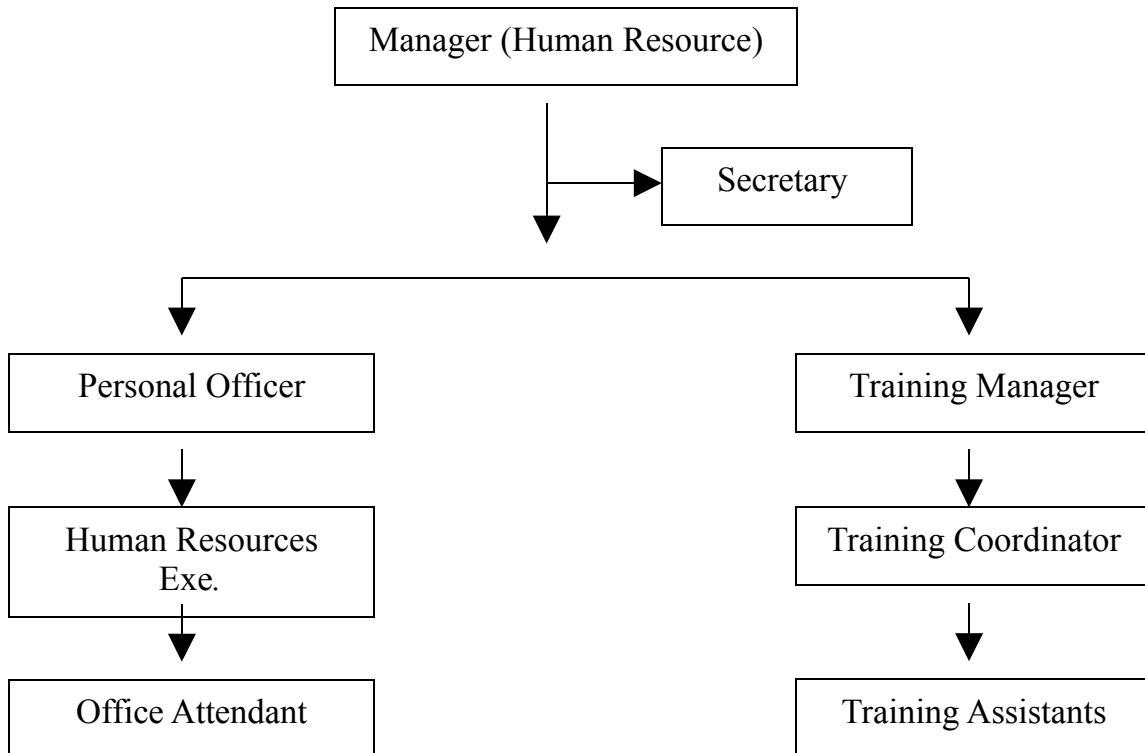 Manager (Human Resource)
Secretary
Personal Officer
Training Manager
Human Resources
Exe.
Training Coordinator
Office Attendant
Training Assistants